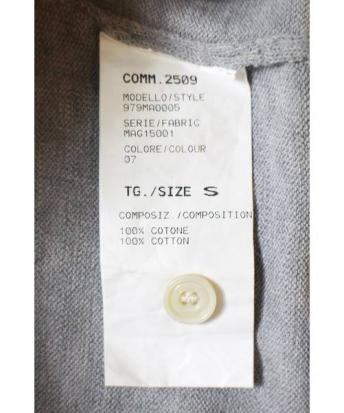 COMM.2509
MODELLO/STYLE
979MA0005
SERIE/FABRIC
MAG15001
COLORE/COLOUR
07
TG./SIZE S
COMPOSIZ./COMPOSITION
100% COTONE
100% COTTON